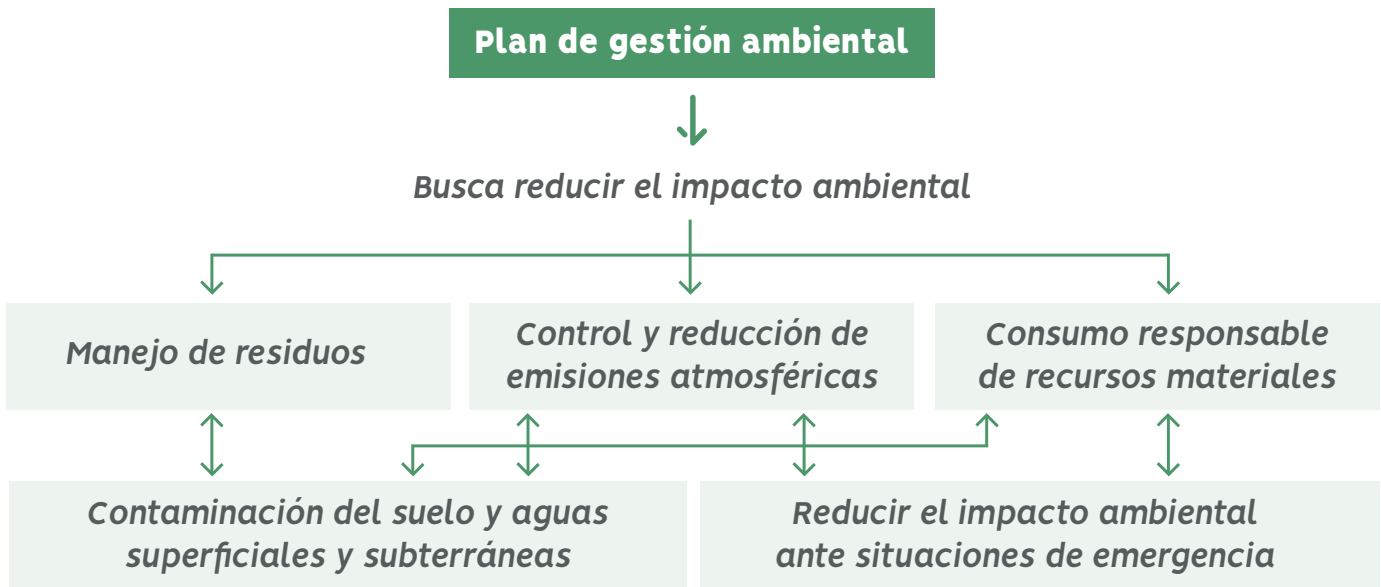 Plan de gestión ambiental
Busca reducir el impacto ambiental
Manejo de residuos
Control y reducción de
emisiones atmosféricas
Consumo responsable
de recursos materiales
Contaminación del suelo y aguas
superficiales y subterráneas
Reducir el impacto ambiental
ante situaciones de emergencia